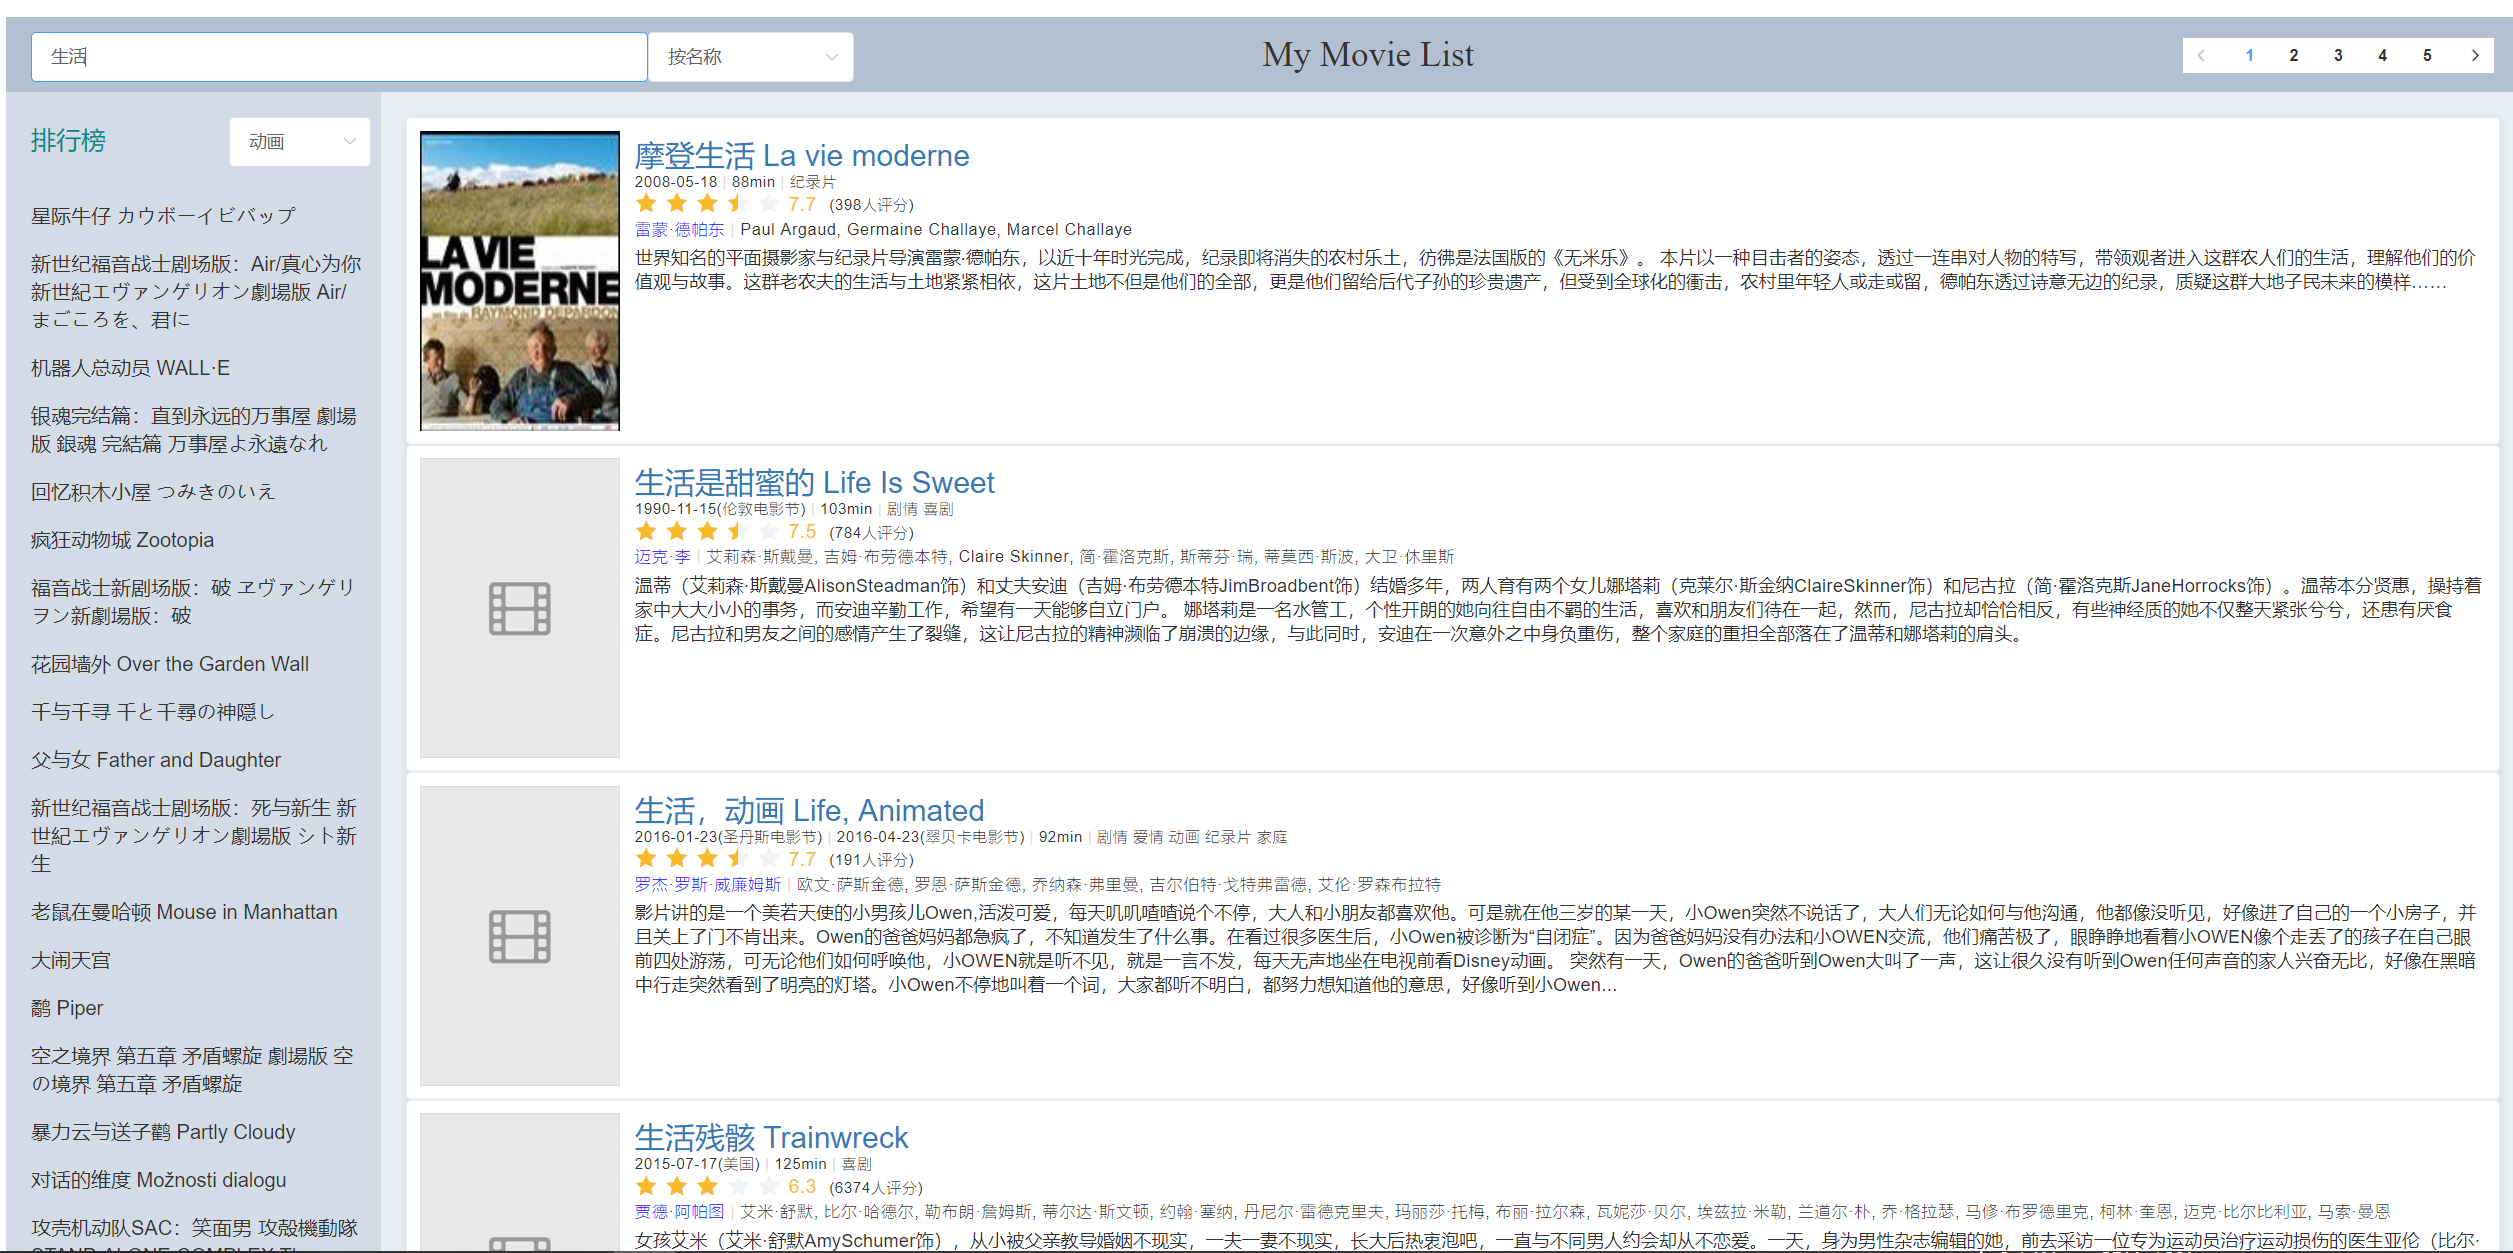 生活
按名称
My Movie List
1 2 3 4 5
排行榜
动画
星际牛仔 カウボーイビバップ
新世纪福音战士剧场版：Air/真心为你
新世紀エヴァンゲリオン劇場版 Air/
まごころを、君に
机器人总动员 WALL·E
银魂完结篇：直到永远的万事屋 劇場
版 銀魂 完結篇 万事屋よ永遠なれ
回忆积木小屋 つみきのいえ
疯狂动物城 Zootopia
福音战士新剧场版：破 ヱヴァンゲリ
ヲン新劇場版：破
花园墙外 Over the Garden Wall
千与千寻 千と千尋の神隠し
父与女 Father and Daughter
新世纪福音战士剧场版：死与新生 新
世紀エヴァンゲリオン劇場版 シト新
生
老鼠在曼哈顿 Mouse in Manhattan
大闹天宫
鹬 Piper
空之境界 第五章 矛盾螺旋 劇場版 空
の境界 第五章 矛盾螺旋
暴力云与送子鹳 Partly Cloudy
对话的维度 Možnosti dialogu
攻壳机动队SAC：笑面男 攻殻機動隊
摩登生活 La vie moderne
2008-05-18 | 88min | 纪录片
7.7 (398人评分)
雷蒙·德帕东 | Paul Argaud, Germaine Challaye, Marcel Challaye
世界知名的平面摄影家与纪录片导演雷蒙·德帕东，以近十年时光完成，纪录即将消失的农村乐土，彷彿是法国版的《无米乐》。 本片以一种目击者的姿态，透过一连串对人物的特写，带领观者进入这群农人们的生活，理解他们的价
值观与故事。这群老农夫的生活与土地紧紧相依，这片土地不但是他们的全部，更是他们留给后代子孙的珍贵遗产，但受到全球化的衝击，农村里年轻人或走或留，德帕东透过诗意无边的纪录，质疑这群大地子民未来的模样……
LA VIE
MODERNE
un film de RAYMOND DEPARDON
生活是甜蜜的 Life Is Sweet
1990-11-15(伦敦电影节) | 103min | 剧情 喜剧
7.5 (784人评分)
迈克·李 | 艾莉森·斯戴曼, 吉姆·布劳德本特, Claire Skinner, 简·霍洛克斯, 斯蒂芬·瑞, 蒂莫西·斯波, 大卫·休里斯
温蒂（艾莉森·斯戴曼AlisonSteadman饰）和丈夫安迪（吉姆·布劳德本特JimBroadbent饰）结婚多年，两人育有两个女儿娜塔莉（克莱尔·斯金纳ClaireSkinner饰）和尼古拉（简·霍洛克斯JaneHorrocks饰）。温蒂本分贤惠，操持着
家中大大小小的事务，而安迪辛勤工作，希望有一天能够自立门户。 娜塔莉是一名水管工，个性开朗的她向往自由不羁的生活，喜欢和朋友们待在一起，然而，尼古拉却恰恰相反，有些神经质的她不仅整天紧张兮兮，还患有厌食
症。尼古拉和男友之间的感情产生了裂缝，这让尼古拉的精神濒临了崩溃的边缘，与此同时，安迪在一次意外之中身负重伤，整个家庭的重担全部落在了温蒂和娜塔莉的肩头。
生活，动画 Life, Animated
2016-01-23(圣丹斯电影节) | 2016-04-23(翠贝卡电影节) | 92min | 剧情 爱情 动画 纪录片 家庭
7.7 (191人评分)
罗杰·罗斯·威廉姆斯 | 欧文·萨斯金德, 罗恩·萨斯金德, 乔纳森·弗里曼, 吉尔伯特·戈特弗雷德, 艾伦·罗森布拉特
影片讲的是一个美若天使的小男孩儿Owen,活泼可爱，每天叽叽喳喳说个不停，大人和小朋友都喜欢他。可是就在他三岁的某一天，小Owen突然不说话了，大人们无论如何与他沟通，他都像没听见，好像进了自己的一个小房子，并
且关上了门不肯出来。Owen的爸爸妈妈都急疯了，不知道发生了什么事。在看过很多医生后，小Owen被诊断为“自闭症”。因为爸爸妈妈没有办法和小OWEN交流，他们痛苦极了，眼睁睁地看着小OWEN像个走丢了的孩子在自己眼
前四处游荡，可无论他们如何呼唤他，小OWEN就是听不见，就是一言不发，每天无声地坐在电视前看Disney动画。 突然有一天，Owen的爸爸听到Owen大叫了一声，这让很久没有听到Owen任何声音的家人兴奋无比，好像在黑暗
中行走突然看到了明亮的灯塔。小Owen不停地叫着一个词，大家都听不明白，都努力想知道他的意思，好像听到小Owen...
生活残骸 Trainwreck
2015-07-17(美国) | 125min | 喜剧
6.3 (6374人评分)
贾德·阿帕图 | 艾米·舒默, 比尔·哈德尔, 勒布朗·詹姆斯, 蒂尔达·斯文顿, 约翰·塞纳, 丹尼尔·雷德克里夫, 玛丽莎·托梅, 布丽·拉尔森, 瓦妮莎·贝尔, 埃兹拉·米勒, 兰道尔·朴, 乔·格拉瑟, 马修·布罗德里克, 柯林·奎恩, 迈克·比尔比利亚, 马索·曼恩
女孩艾米（艾米·舒默AmySchumer饰），从小被父亲教导婚姻不现实，一夫一妻不现实，长大后热衷泡吧，一直与不同男人约会却从不恋爱。一天，身为男性杂志编辑的她，前去采访一位专为运动员治疗运动损伤的医生亚伦（比尔·